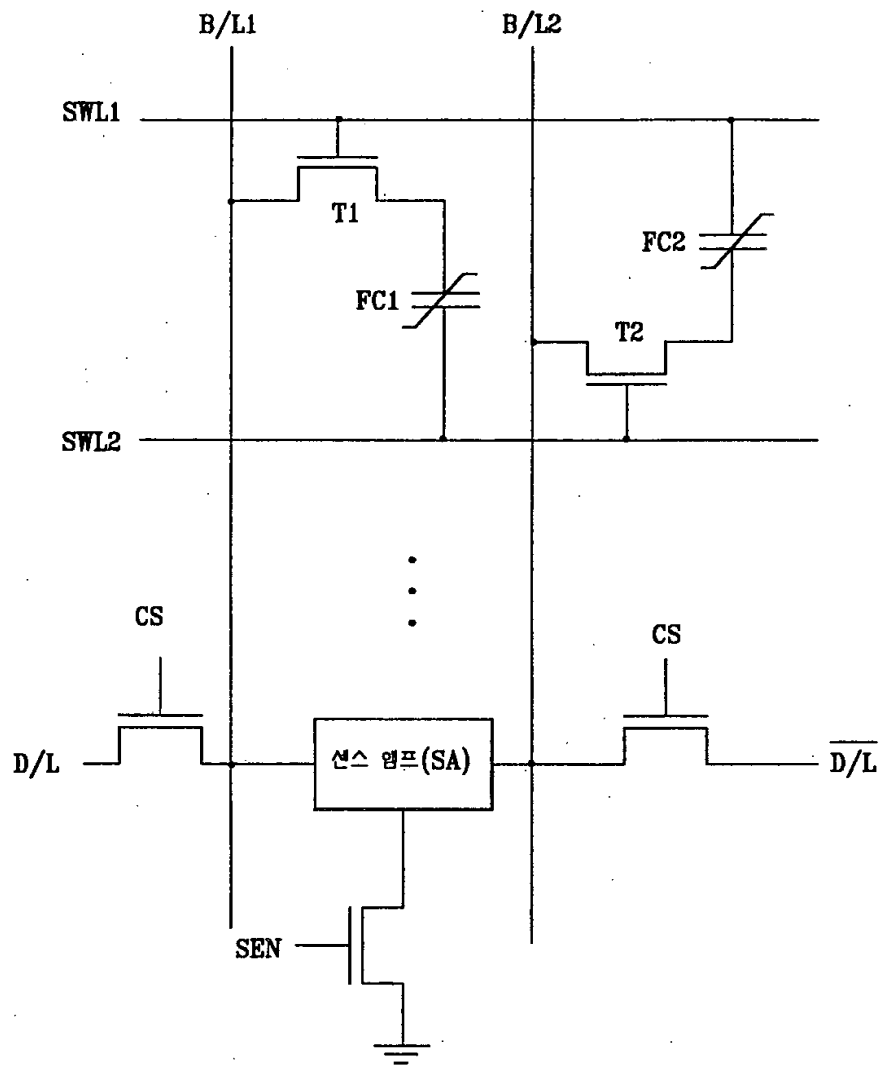 B/L1
B/L2
SWL1
T1
FC2
FC1
T2
SWL2
CS
CS
D/L
센스 앰프(SA)
D/L
SEN